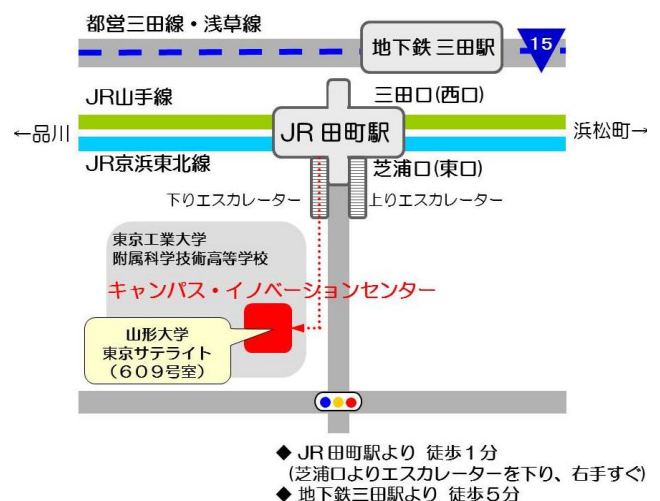 都営三田線・浅草線
地下鉄 三田駅
15
JR山手線
三田口(西口)
←品川
JR 田町駅
浜松町→
JR京浜東北線
芝浦口(東口)
下りエスカレーター
上りエスカレーター
東京工業大学
附属科学技術高等学校
キャンパス・イノベーションセンター
山形大学
東京サテライト
(609号室)
◆ JR 田町駅より 徒歩1分
(芝浦口よりエスカレーターを下り、右手すぐ)
◆ 地下鉄三田駅より 徒歩5分